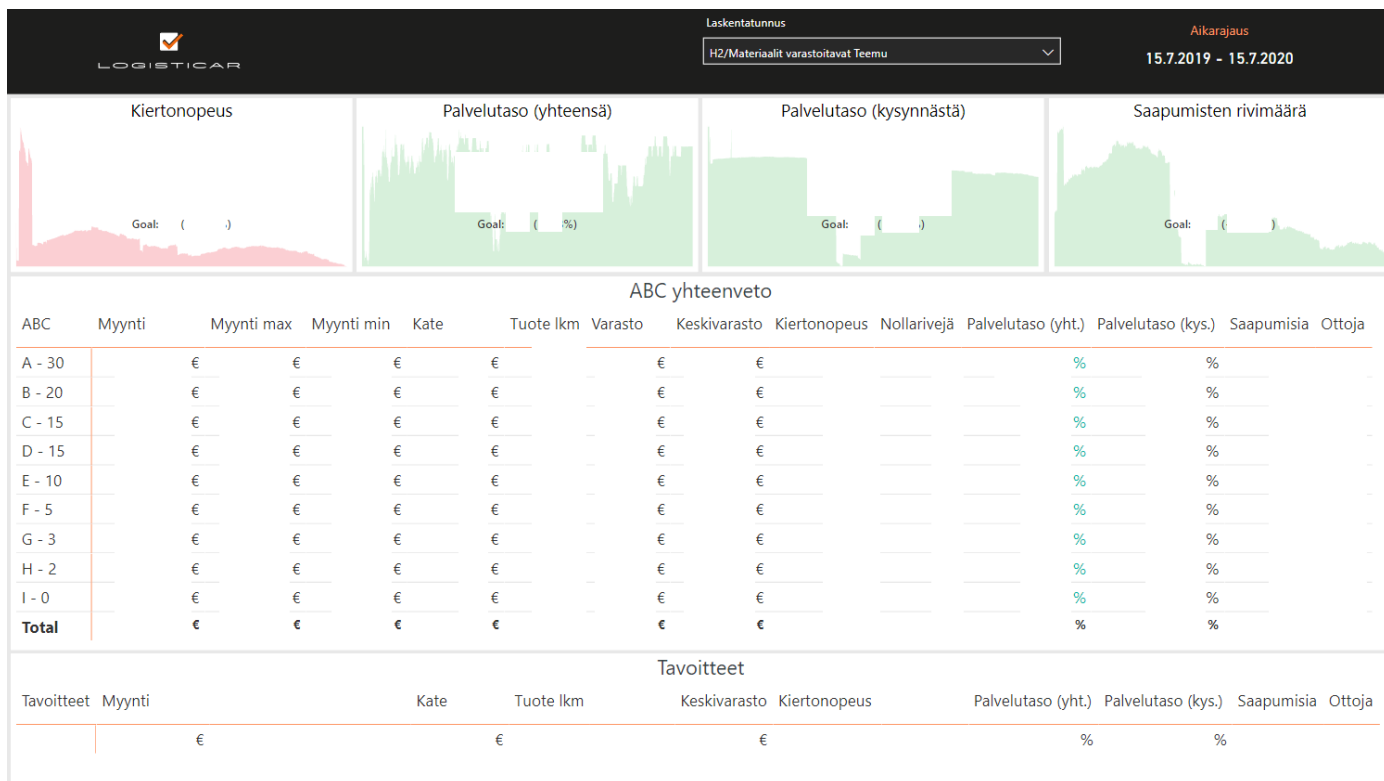 LOGISTICAR
Laskentatunnus
H2/Materiaalit varastoitavat Teemu
Aikarajaus
15.7.2019 - 15.7.2020
Kiertonopeus
Goal: ( )
Palvelutaso (yhteensä)
Goal: ( %)
Palvelutaso (kysynnästä)
Goal: ( )
Saapumisten rivimäärä
Goal: ( )
ABC yhteenveto
ABC Myynti Myynti max Myynti min Kate Tuote lkm Varasto Keskivarasto Kiertonopeus Nollarivejä Palvelutaso (yht.) Palvelutaso (kys.) Saapumisia Ottoja
A - 30 € € € € € € % %
B - 20 € € € € € € % %
C - 15 € € € € € € % %
D - 15 € € € € € € % %
E - 10 € € € € € € % %
F - 5 € € € € € € % %
G - 3 € € € € € € % %
H - 2 € € € € € € % %
I - 0 € € € € € € % %
Total € € € € € € % %
Tavoitteet
Tavoitteet Myynti Kate Tuote lkm Keskivarasto Kiertonopeus Palvelutaso (yht.) Palvelutaso (kys.) Saapumisia Ottoja
€ € € % %